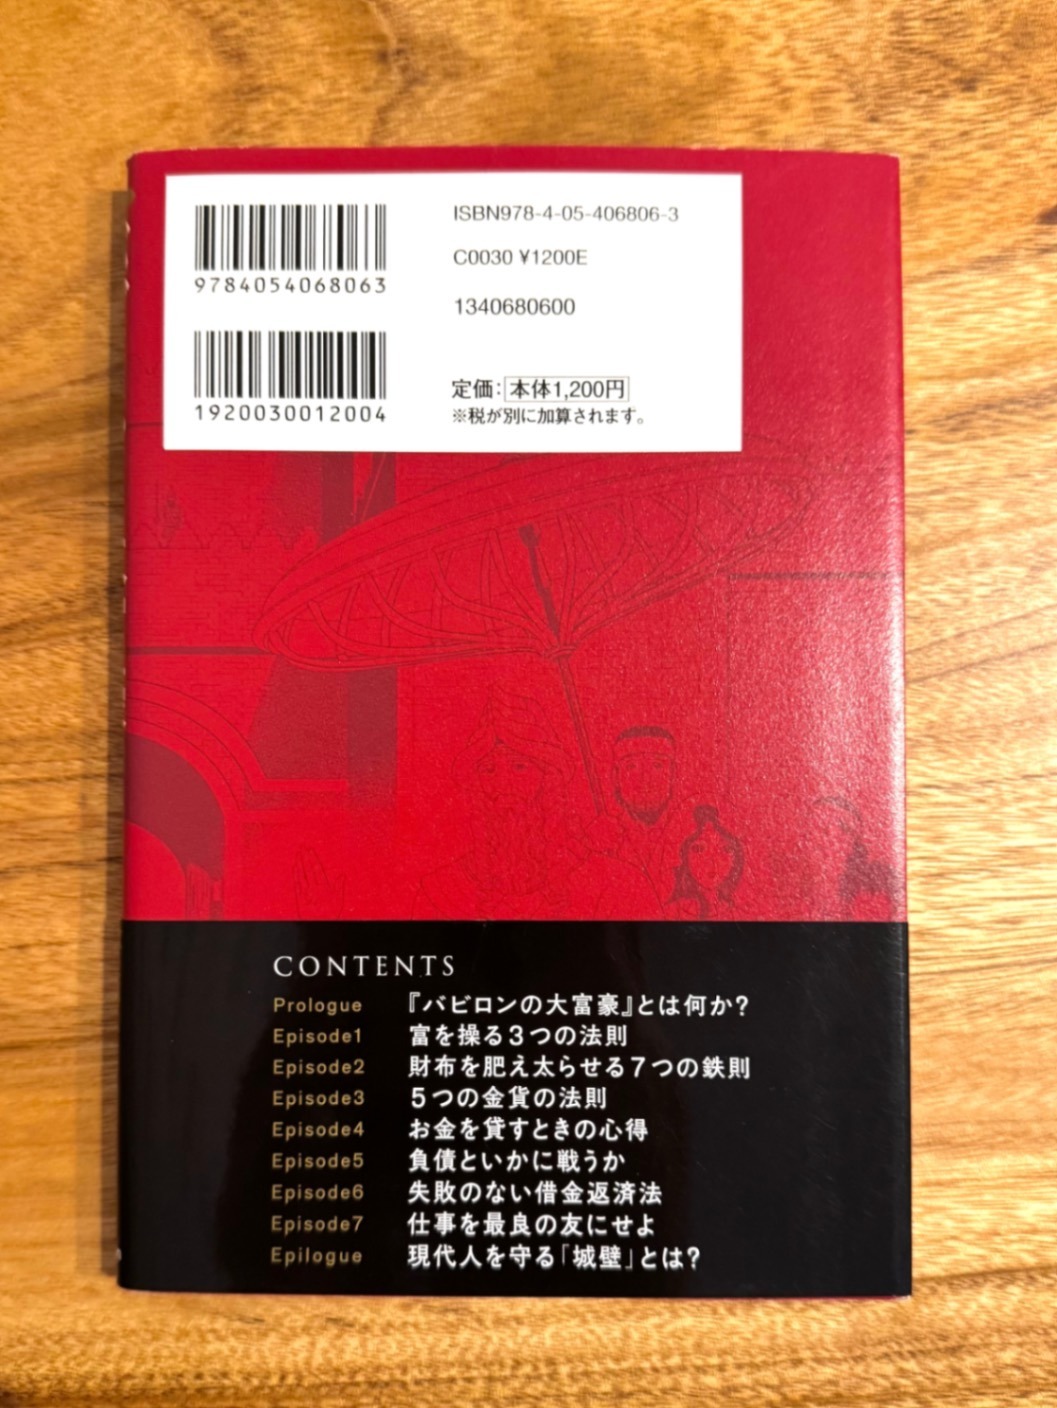 ISBN978-4-05-406806-3
C0030 ¥1200E
1340680600
9784054068063
1920030012004
定価：本体1,200円
※税が別に加算されます。
CONTENTS
Prologue 『バビロンの大富豪』とは何か？
Episode1 富を操る３つの法則
Episode2 財布を肥え太らせる７つの鉄則
Episode3 ５つの金貨の法則
Episode4 お金を貸すときの心得
Episode5 負債といかに戦うか
Episode6 失敗のない借金返済法
Episode7 仕事を最良の友にせよ
Epilogue 現代人を守る「城壁」とは？